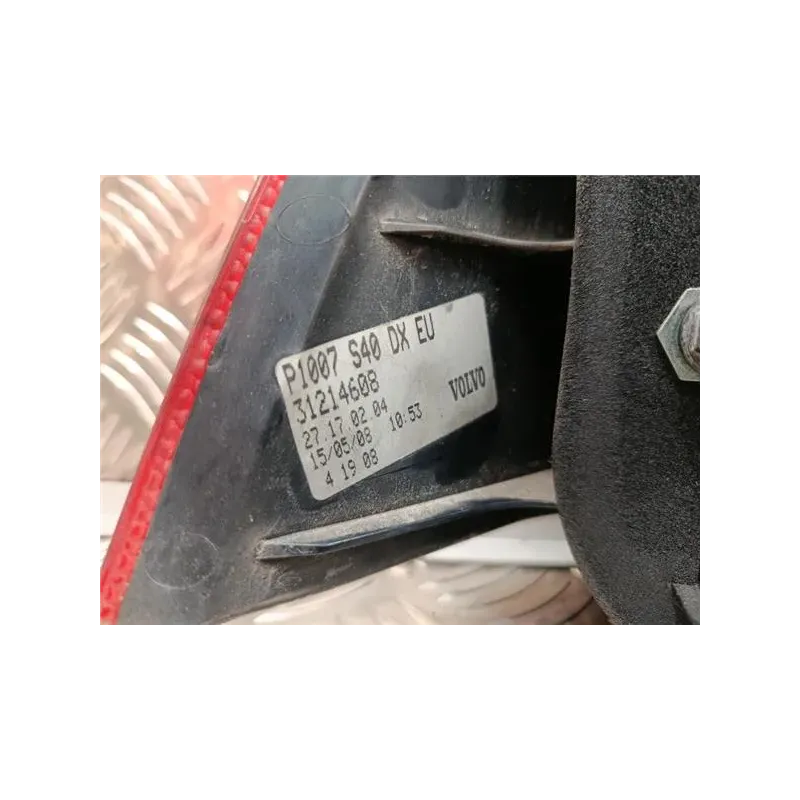 P1007 S40 DX EU
31214608
27.17.02.04
15/05/08 10:53
4 19 08
VOLVO